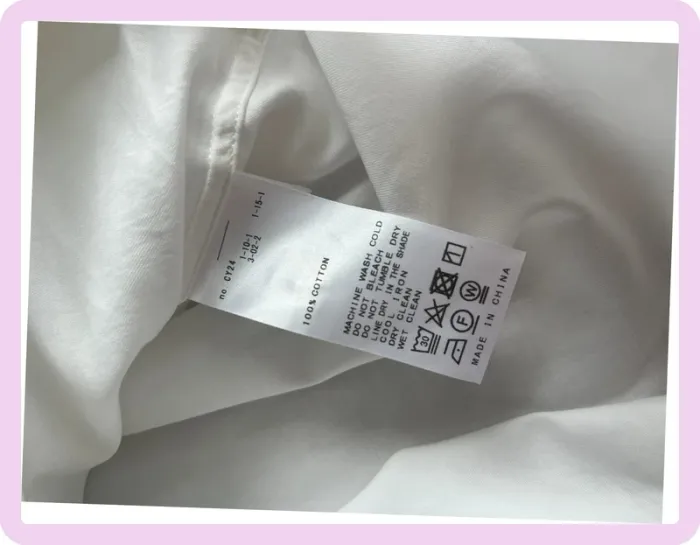 no CY24
1-10-1
3-02-2
1-15-1
100% COTTON
MACHINE WASH COLD
DO NOT BLEACH
DO NOT TUMBLE DRY
LINE DRY IN THE SHADE
COOL IRON
DRY CLEAN
WET CLEAN
30
F
W
MADE IN CHINA